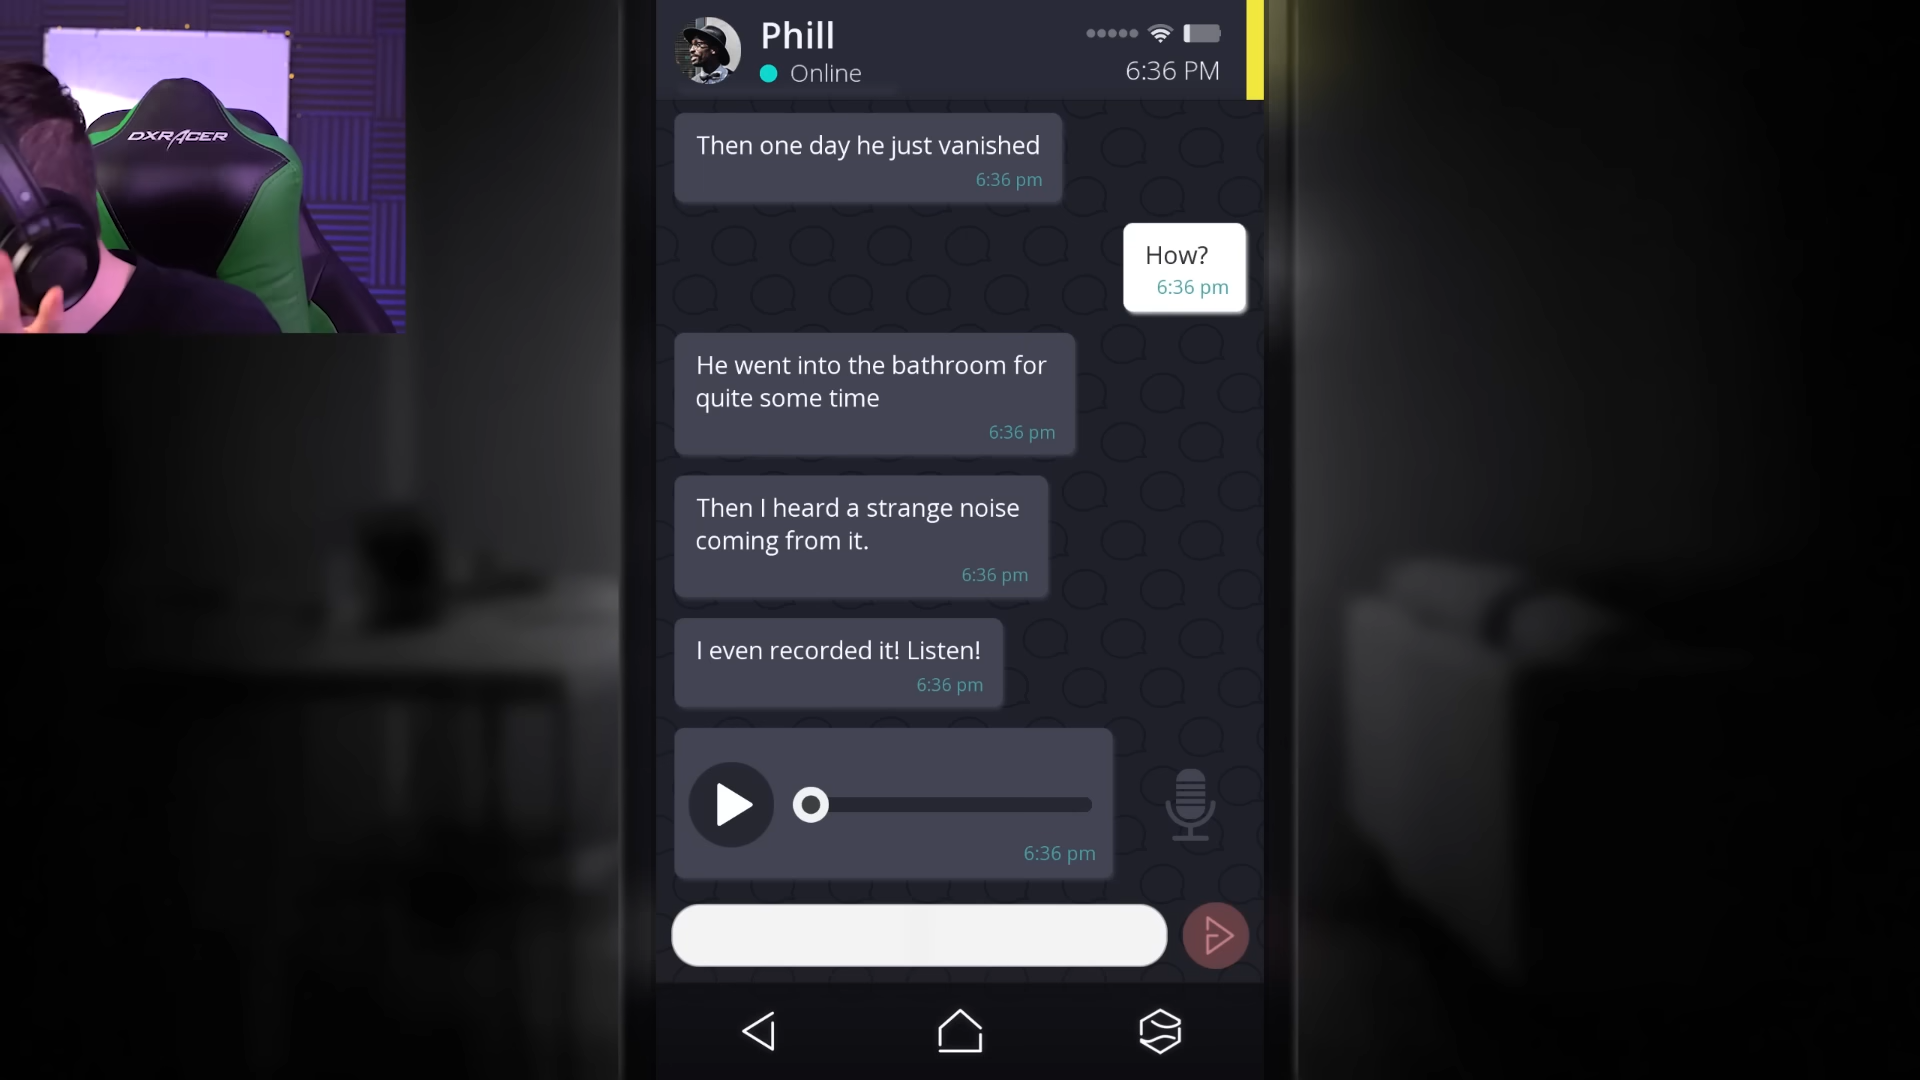 DXRACER
Phill
Online
6:36 PM
Then one day he just vanished
6:36 pm
How?
6:36 pm
He went into the bathroom for
quite some time
6:36 pm
Then I heard a strange noise
coming from it.
6:36 pm
I even recorded it! Listen!
6:36 pm
6:36 pm